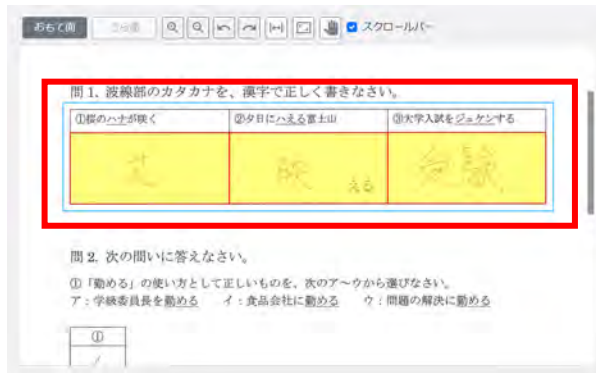 おもて面 うら面 スクロールバー
問 1. 波線部のカタカナを、漢字で正しく書きなさい。
①桜のハナが咲く ②夕日にハえる富士山 ③大学入試をジュケンする
映 える 受験
問 2. 次の問いに答えなさい。
①「勤める」の使い方として正しいものを、次のア～ウから選びなさい。
ア：学級委員長を勤める イ：食品会社に勤める ウ：問題の解決に勤める
①